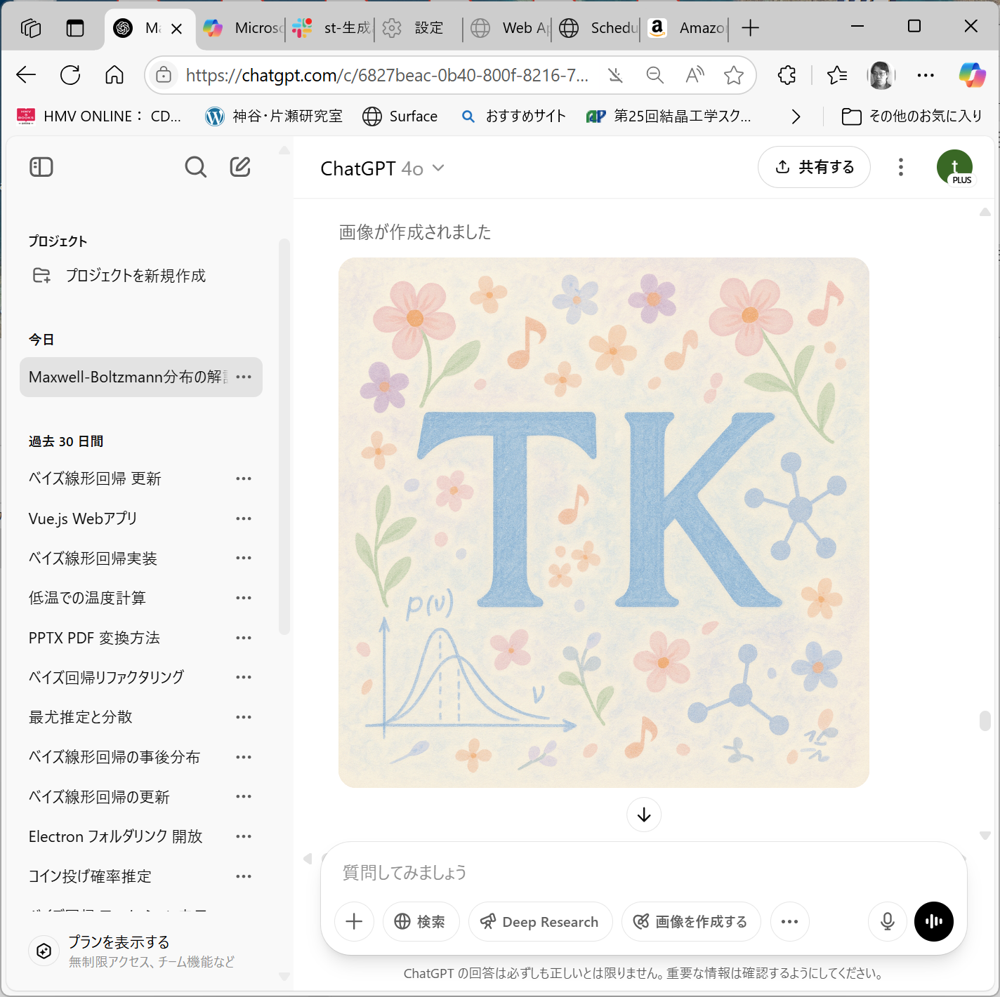 Ma
Microsc
st-生成
設定
Web Ap
Schedu
Amazo
https://chatgpt.com/c/6827beac-0b40-800f-8216-7...
HMV ONLINE： CD...
神谷・片瀬研究室
Surface
おすすめサイト
第25回結晶工学スク...
その他のお気に入り
プロジェクト
プロジェクトを新規作成
今日
Maxwell-Boltzmann分布の解
過去 30 日間
ベイズ線形回帰 更新
Vue.js Webアプリ
ベイズ線形回帰実装
低温での温度計算
PPTX PDF 変換方法
ベイズ回帰リファクタリング
最尤推定と分散
ベイズ線形回帰の事後分布
ベイズ線形回帰の更新
Electron フォルダリンク 開放
コイン投げ確率推定
プランを表示する
無制限アクセス、チーム機能など
ChatGPT 4o
共有する
t
PLUS
画像が作成されました
TK
p(v)
v
質問してみましょう
検索
Deep Research
画像を作成する
ChatGPT の回答は必ずしも正しいとは限りません。重要な情報は確認するようにしてください。